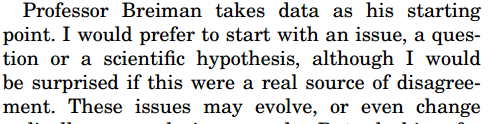 Professor Breiman takes data as his starting
point. I would prefer to start with an issue, a ques-
tion or a scientific hypothesis, although I would
be surprised if this were a real source of disagree-
ment. These issues may evolve, or even change